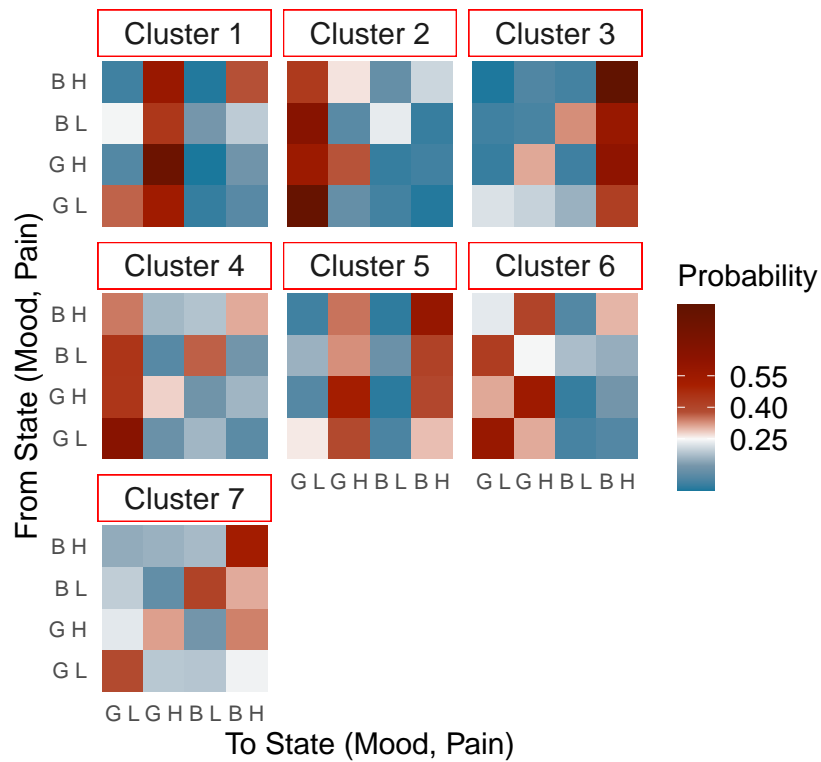 Cluster 1
Cluster 2
Cluster 3
B H
B L
G H
G L
Cluster 4
Cluster 5
Cluster 6
B H
B L
G H
G L
G L G H B L B H
G L G H B L B H
Cluster 7
B H
B L
G H
G L
G L G H B L B H
From State (Mood, Pain)
To State (Mood, Pain)
Probability
0.55
0.40
0.25